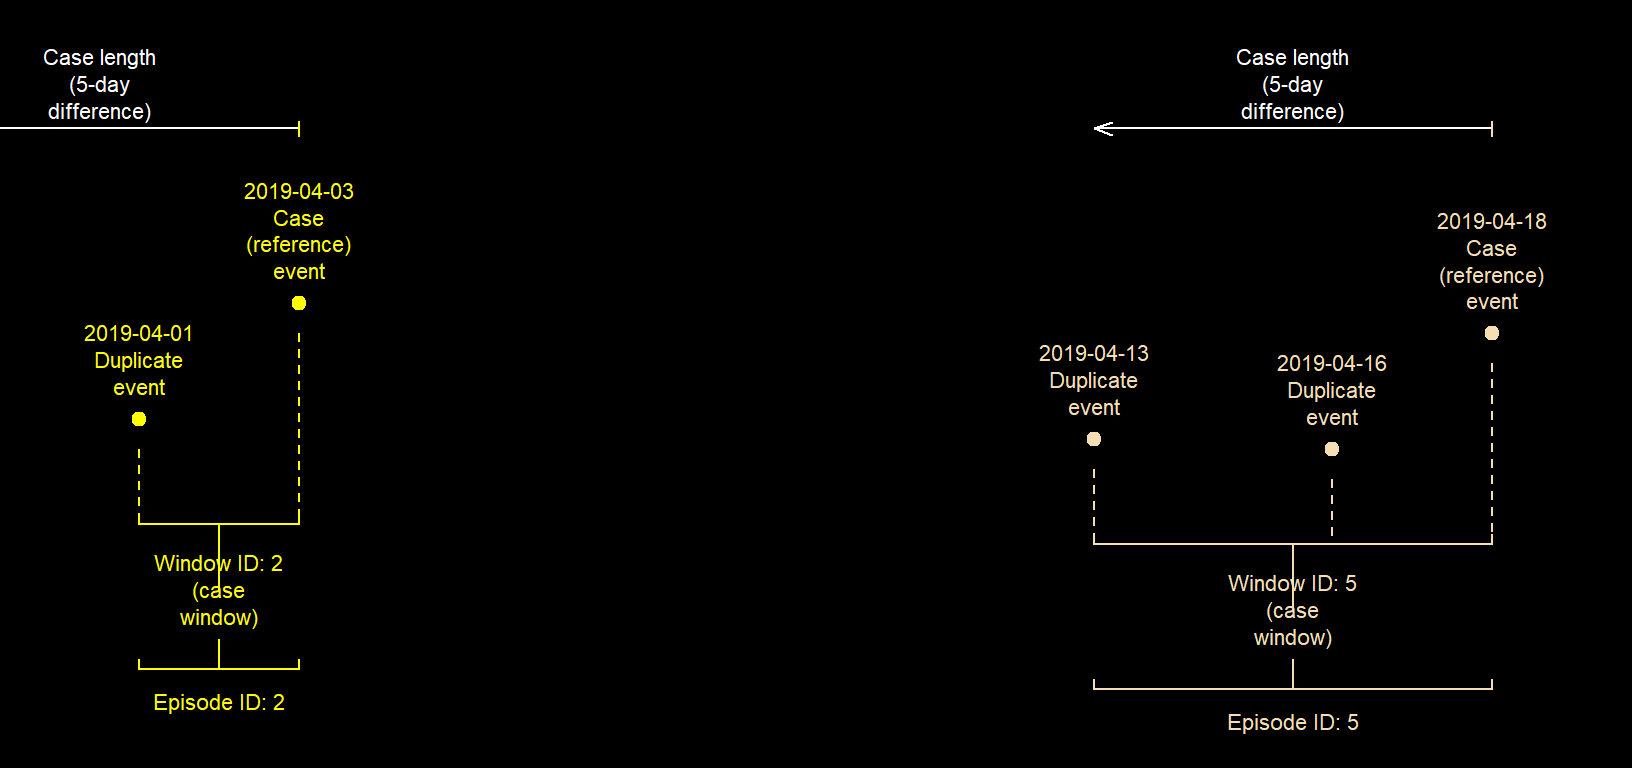 Case length
(5-day
difference)
2019-04-03
Case
(reference)
event
2019-04-01
Duplicate
event
Window ID: 2
(case
window)
Episode ID: 2
Case length
(5-day
difference)
2019-04-18
Case
(reference)
event
2019-04-13
Duplicate
event
2019-04-16
Duplicate
event
Window ID: 5
(case
window)
Episode ID: 5